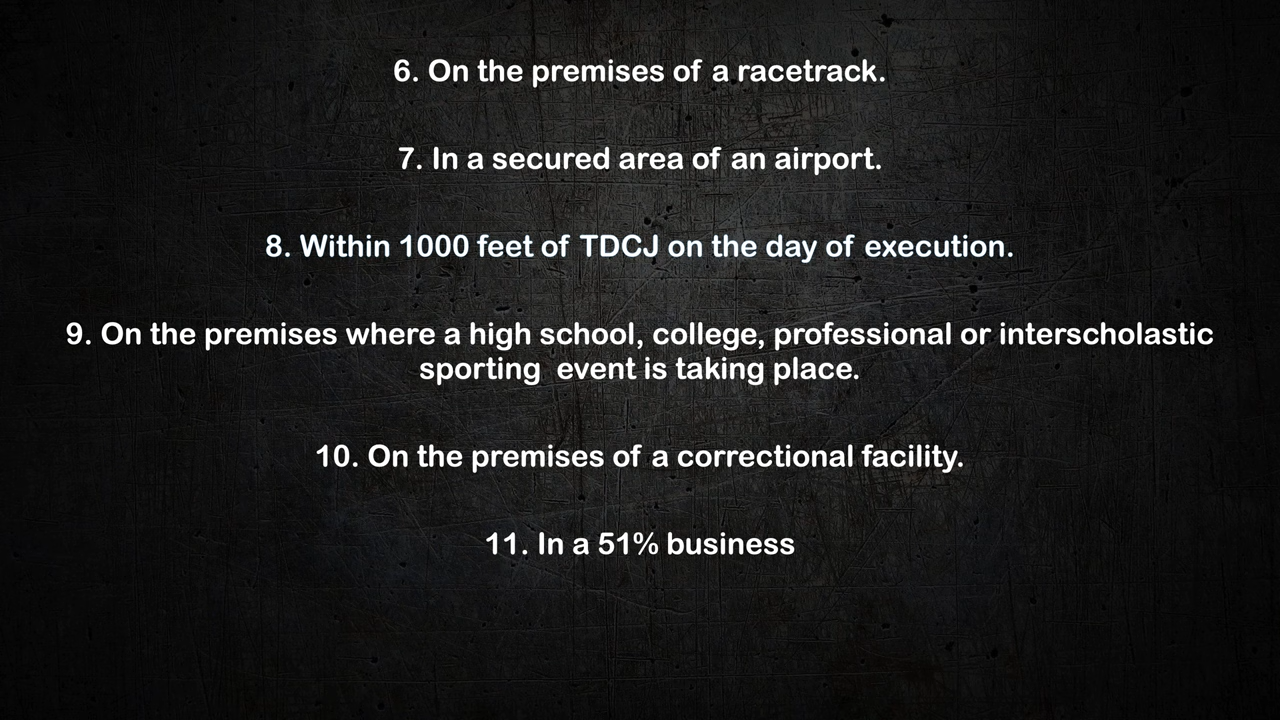 6. On the premises of a racetrack.
7. In a secured area of an airport.
8. Within 1000 feet of TDCJ on the day of execution.
9. On the premises where a high school, college, professional or interscholastic
sporting event is taking place.
10. On the premises of a correctional facility.
11. In a 51% business